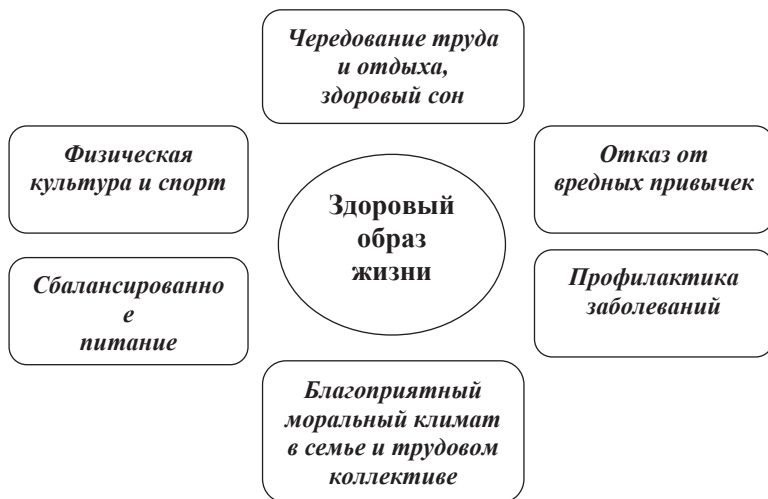 Чередование труда
и отдыха,
здоровый сон
Физическая
культура и спорт
Здоровый
образ
жизни
Отказ от
вредных привычек
Сбалансированно
е
питание
Профилактика
заболеваний
Благоприятный
моральный климат
в семье и трудовом
коллективе